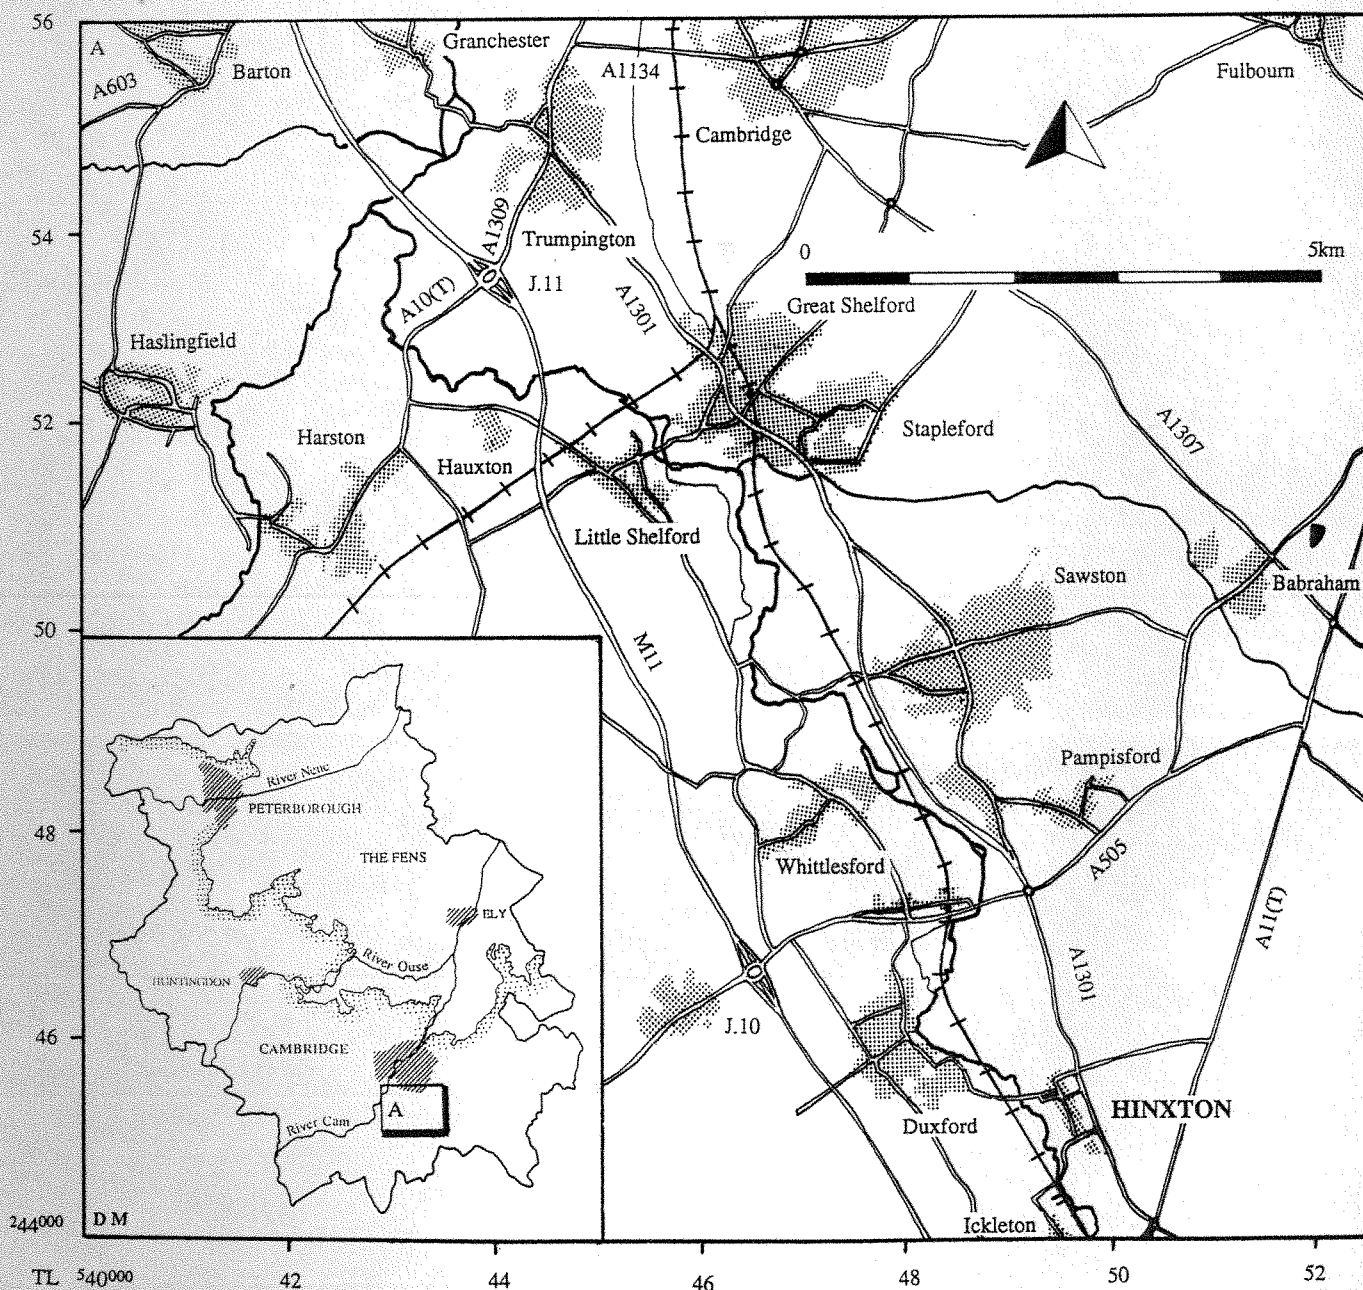 56
A
A603
Barton
Granchester
A1134
Fulbourn
Cambridge
54
A1309
Trumpington
0
5km
J.11
A10(T)
A1301
Great Shelford
Haslingfield
52
Harston
Hauxton
Stapleford
A1307
Little Shelford
Sawston
Babraham
50
M11
River Nene
PETERBOROUGH
Pampisford
48
THE FENS
Whittlesford
A505
ELY
A11(T)
River Ouse
HUNTINGDON
A1301
J.10
46
CAMBRIDGE
A
HINXTON
River Cam
Duxford
244000
D M
Ickleton
TL
540000
42
44
46
48
50
52